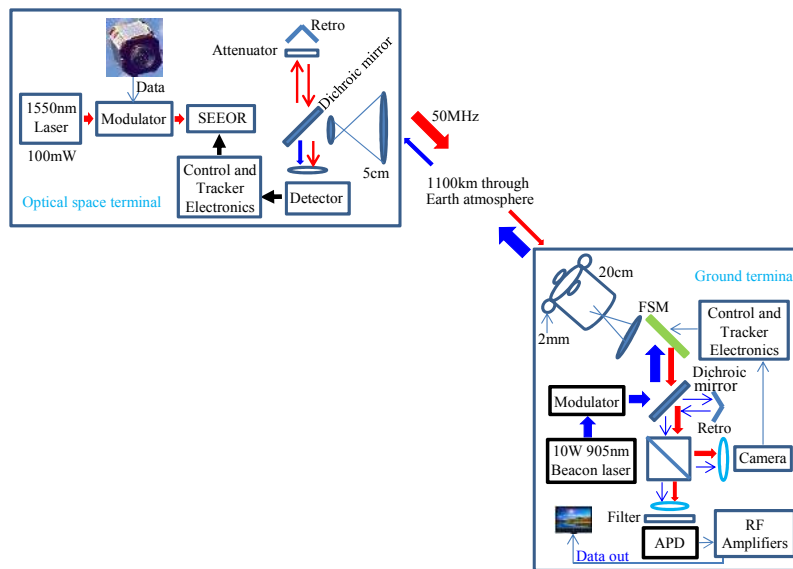 Retro
Attenuator
Dichroic mirror
Data
1550nm
Laser
Modulator
SEEOR
100mW
50MHz
5cm
Control and
Tracker
Electronics
Detector
Optical space terminal
1100km through
Earth atmosphere
20cm
Ground terminal
FSM
2mm
Control and
Tracker
Electronics
Dichroic
mirror
Modulator
Retro
10W 905nm
Beacon laser
Camera
Filter
APD
RF
Amplifiers
Data out